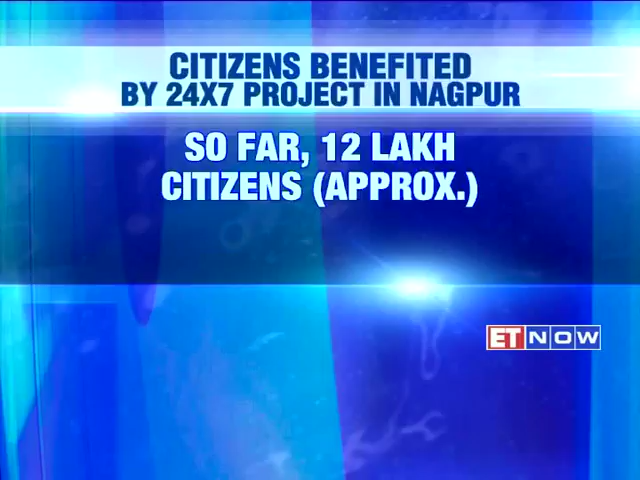 CITIZENS BENEFITED
BY 24X7 PROJECT IN NAGPUR
SO FAR, 12 LAKH
CITIZENS (APPROX.)
ET NOW